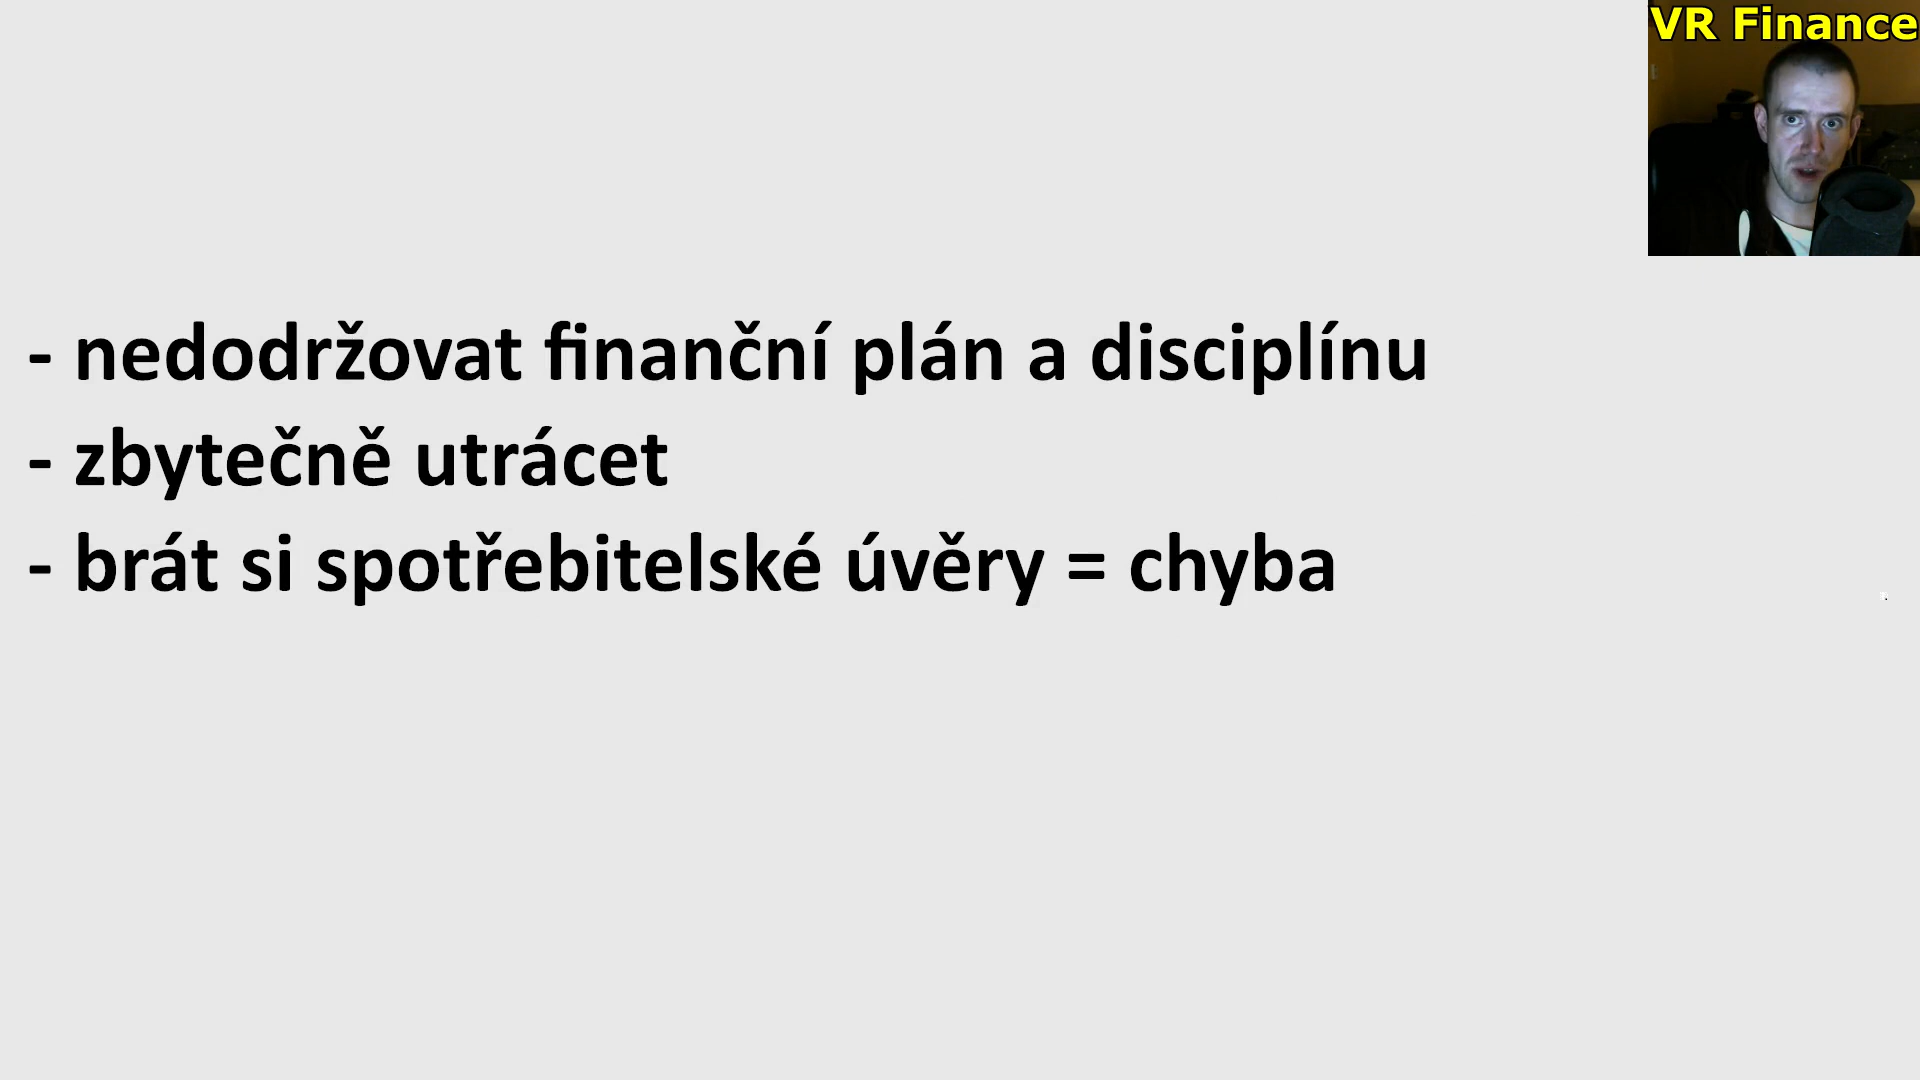 VR Finance
- nedodržovat finanční plán a disciplínu
- zbytečně utrácet
- brát si spotřebitelské úvěry = chyba